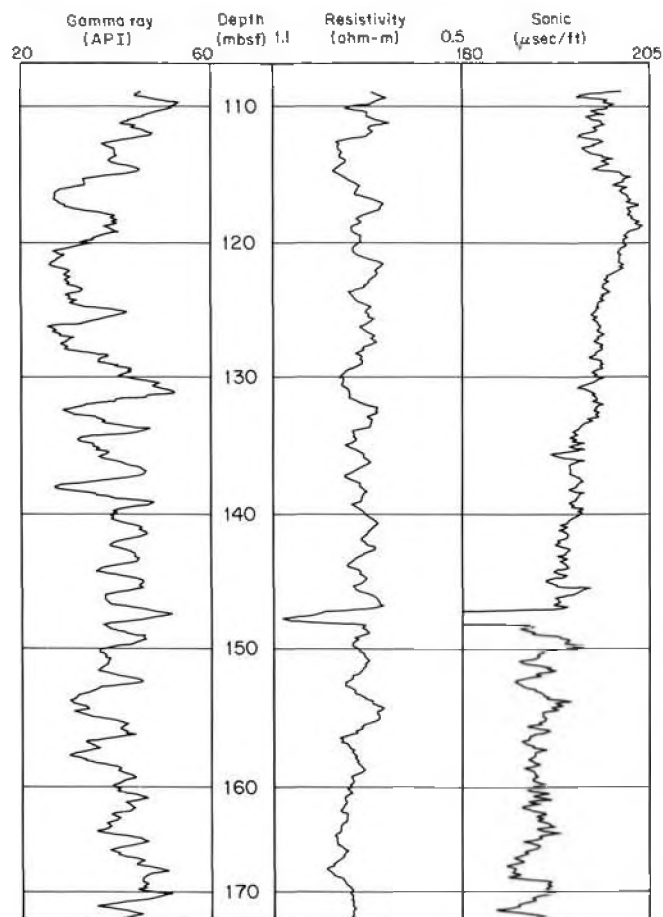 Gamma ray Depth Resistivity Sonic
(API) (mbsf) (ohm-m) (μsec/ft)
20 60 1.1 0.5 180 205
110
120
130
140
150
160
170